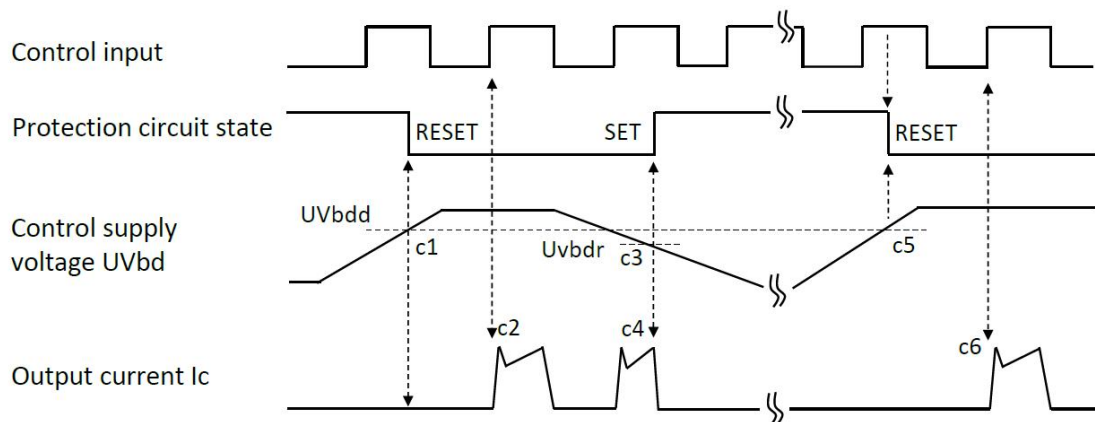 Control input
Protection circuit state
RESET
SET
RESET
UVbdd
Control supply
voltage UVbd
c1
Uvbdr
c3
c5
c2
c4
c6
Output current Ic